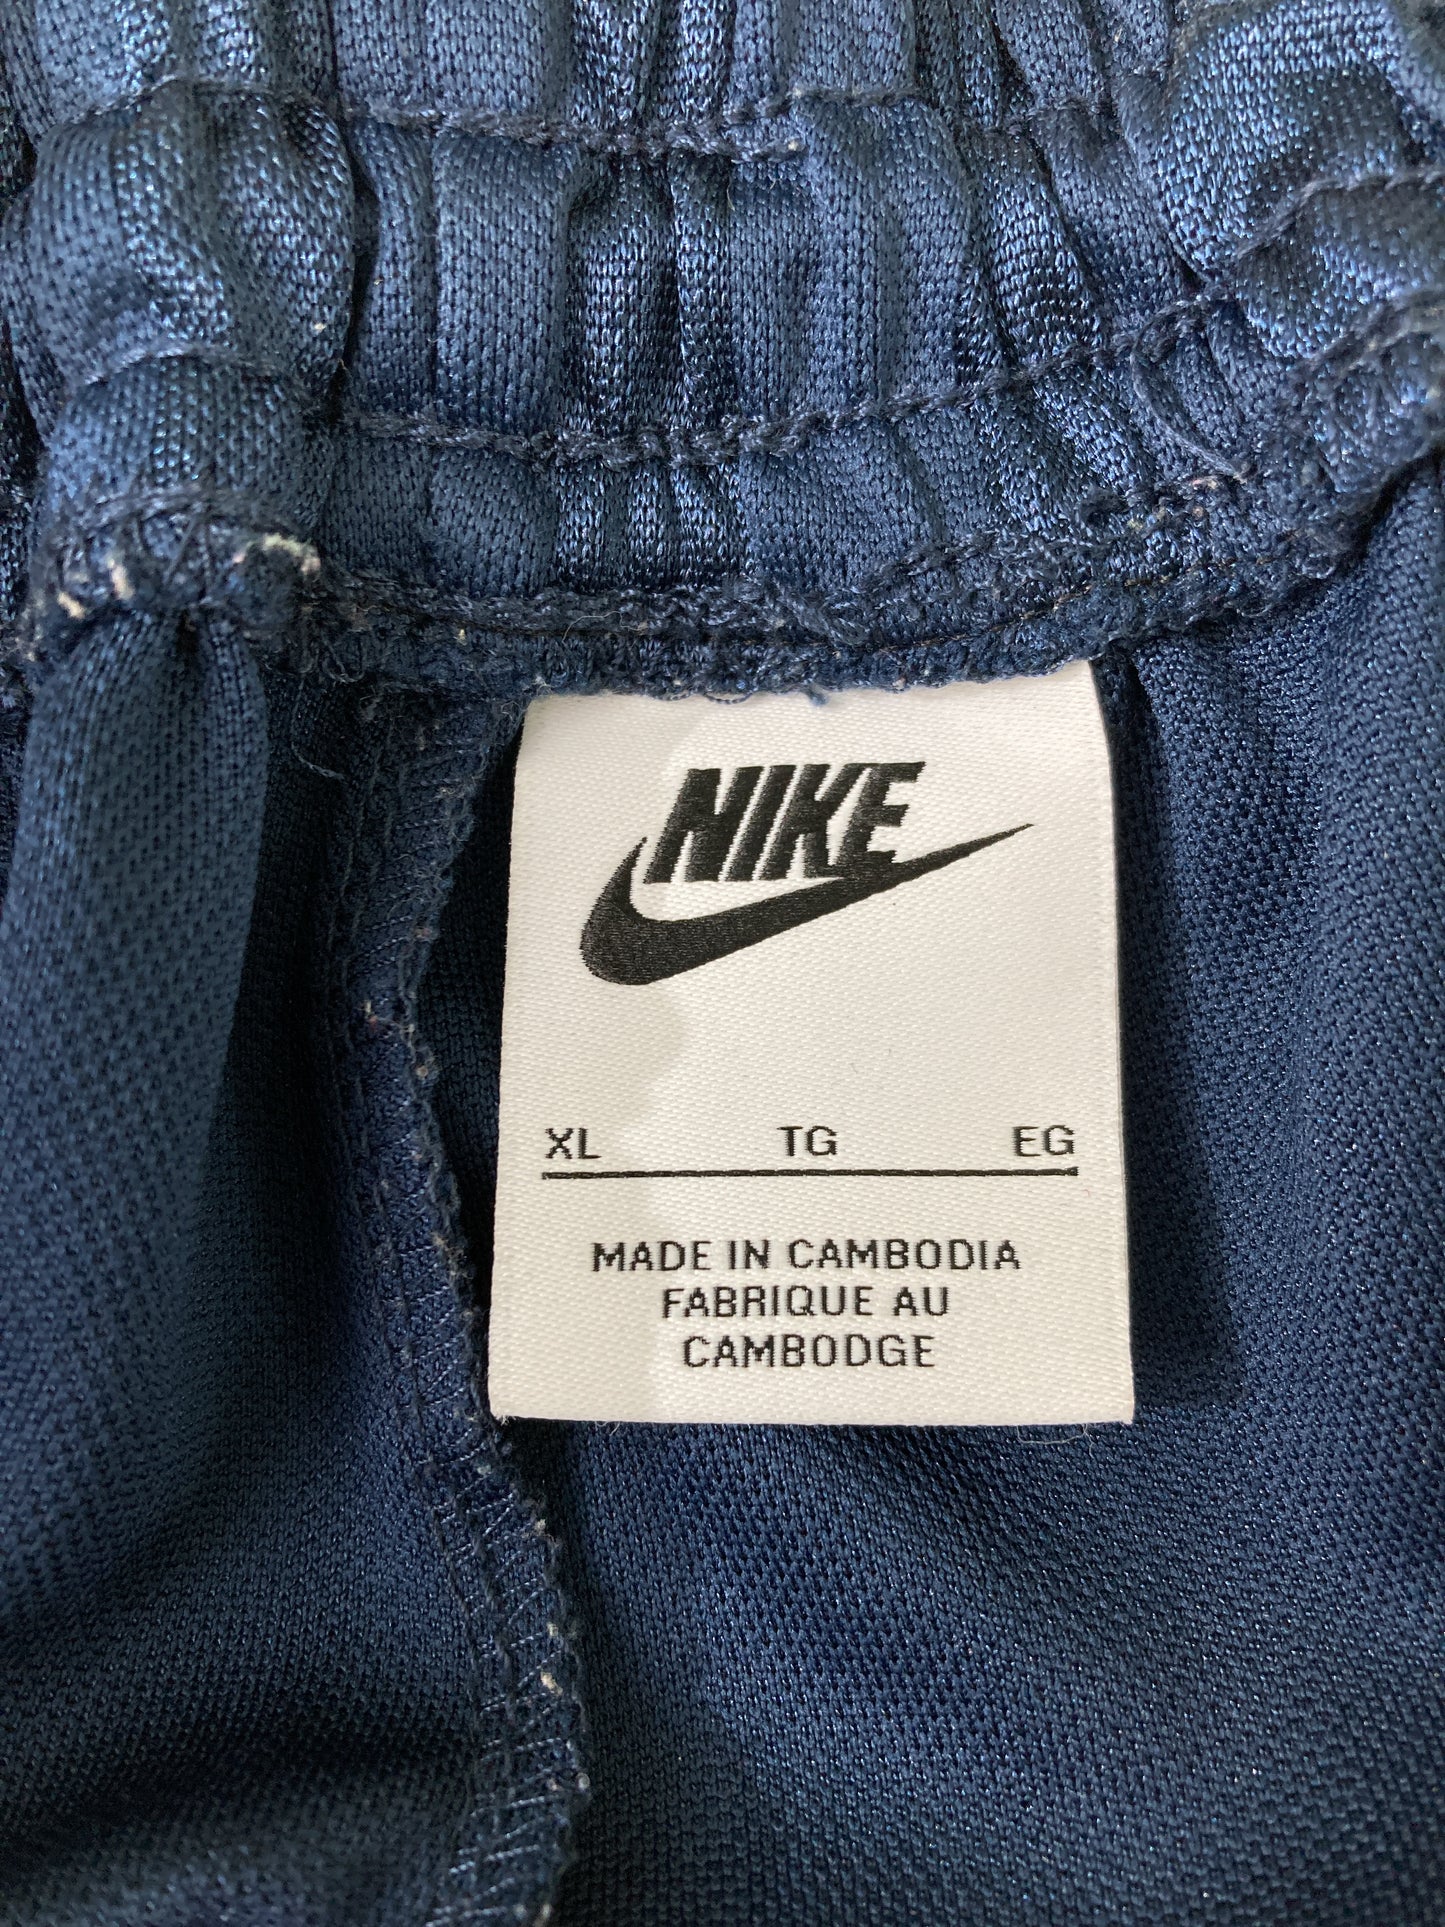 NIKE
XL TG EG
MADE IN CAMBODIA
FABRIQUE AU
CAMBODGE